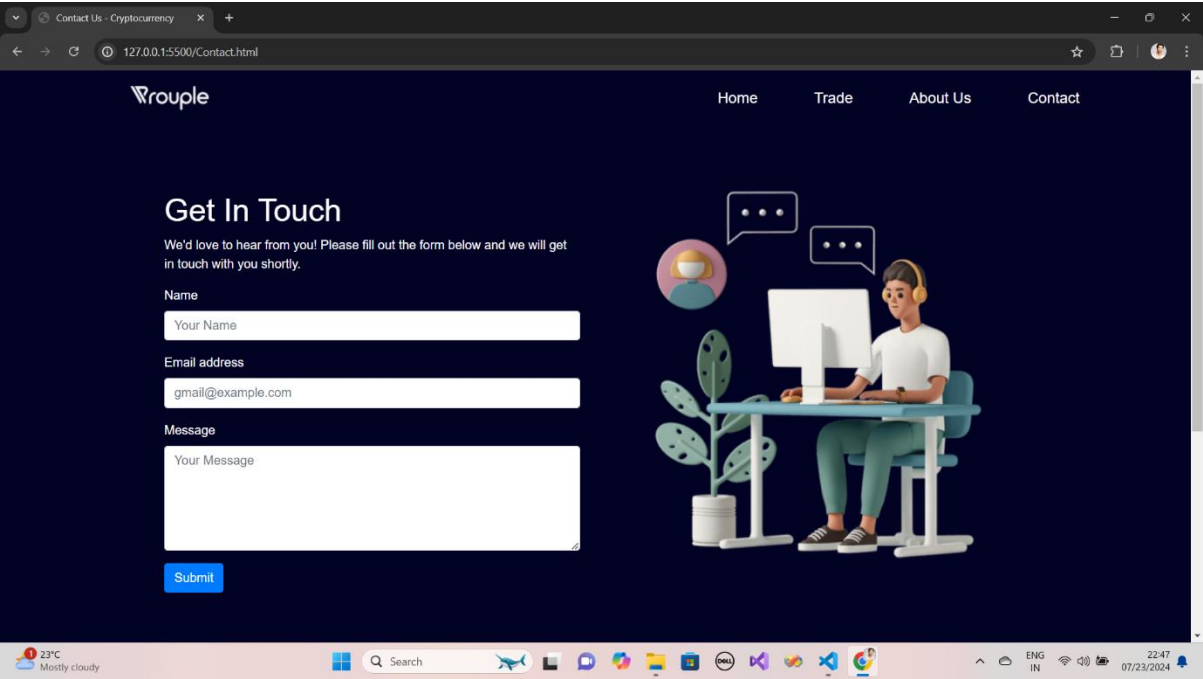 Contact Us - Cryptocurrency
127.0.0.1:5500/Contact.html
Wrouple
Home Trade About Us Contact
Get In Touch
We'd love to hear from you! Please fill out the form below and we will get
in touch with you shortly.
Name
Your Name
Email address
gmail@example.com
Message
Your Message
Submit
1
23°C
Mostly cloudy
Search
DELL
ENG
IN
22:47
07/23/2024